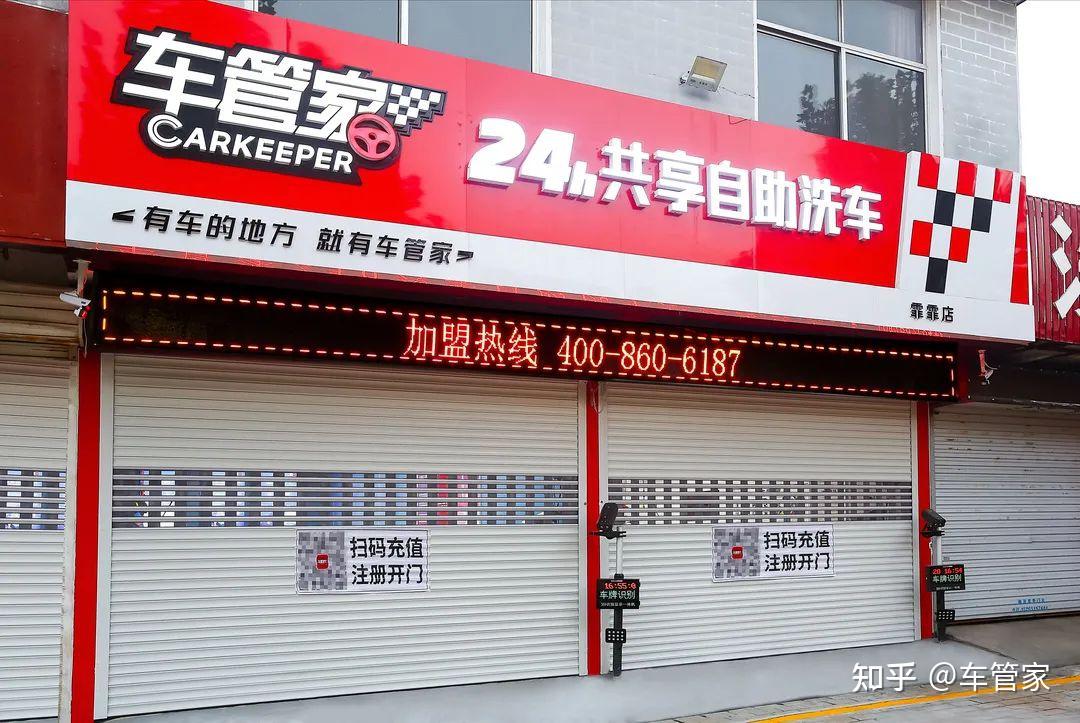 车管家
CARKEEPER
24h共享自助洗车
有车的地方 就有车管家
霏霏店
加盟热线 400-860-6187
扫码充值
注册开门
扫码充值
注册开门
16:55:0
车牌识别
20 16:54
车牌识别
知乎 @车管家